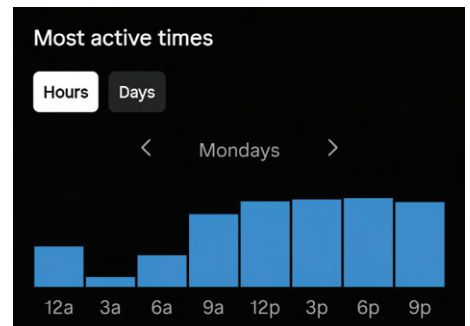 Most active times
Hours Days
< Mondays >
12a 3a 6a 9a 12p 3p 6p 9p